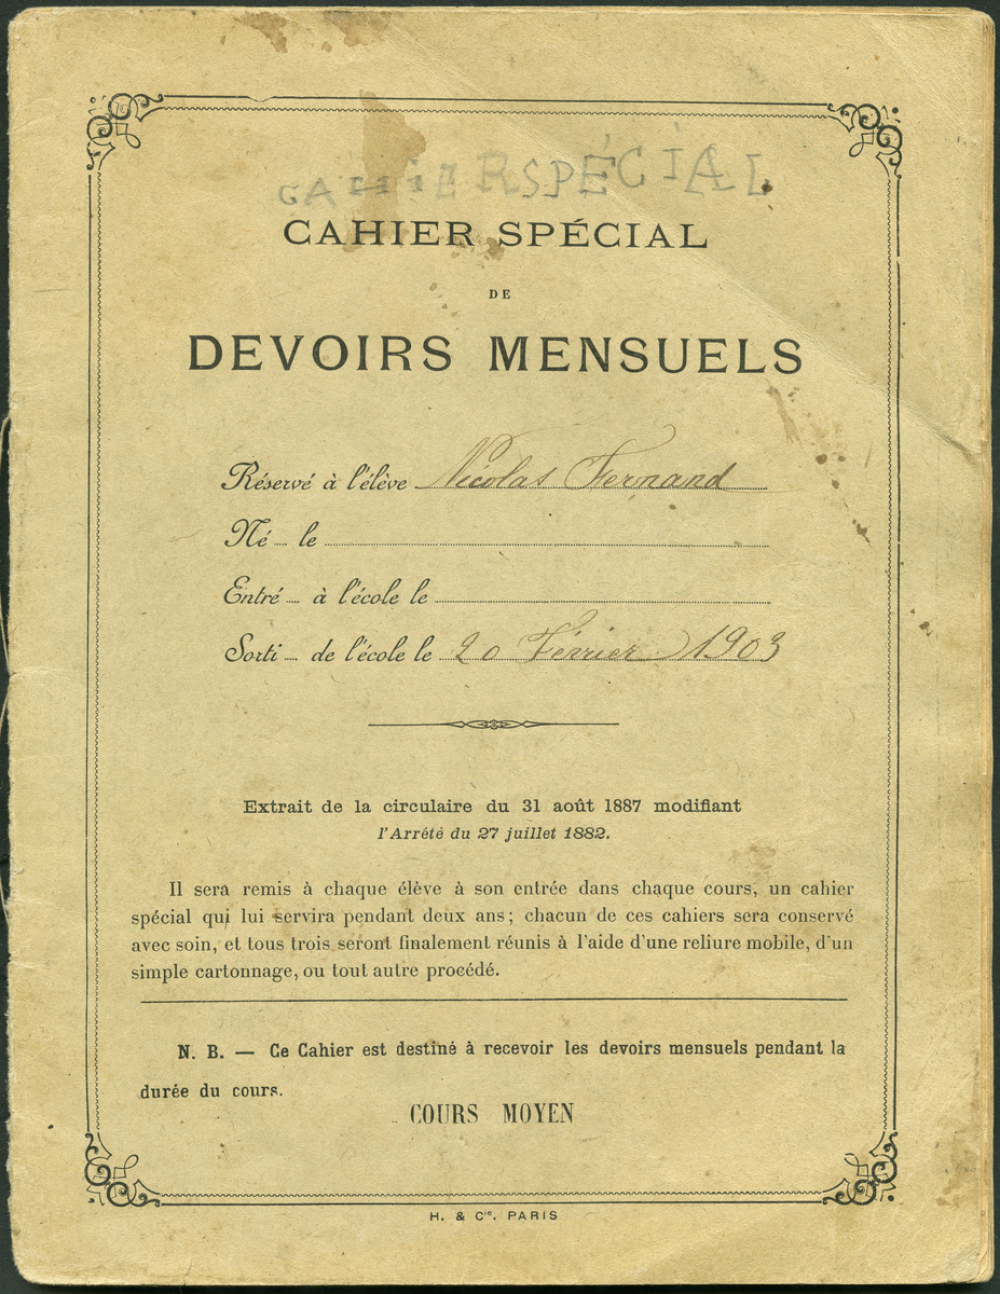 CAHIER SPÉCIAL
CAHIER SPÉCIAL
DE
DEVOIRS MENSUELS
Réservé à l'élève Nicolas Fernand
Né le
Entré à l'école le
Sorti de l'école le 20 Février 1903
Extrait de la circulaire du 31 août 1887 modifiant
l'Arrêté du 27 juillet 1882.
Il sera remis à chaque élève à son entrée dans chaque cours, un cahier
spécial qui lui servira pendant deux ans; chacun de ces cahiers sera conservé
avec soin, et tous trois seront finalement réunis à l'aide d'une reliure mobile, d'un
simple cartonnage, ou tout autre procédé.
N. B. — Ce Cahier est destiné à recevoir les devoirs mensuels pendant la
durée du cours.
COURS MOYEN
H. & Cie. PARIS